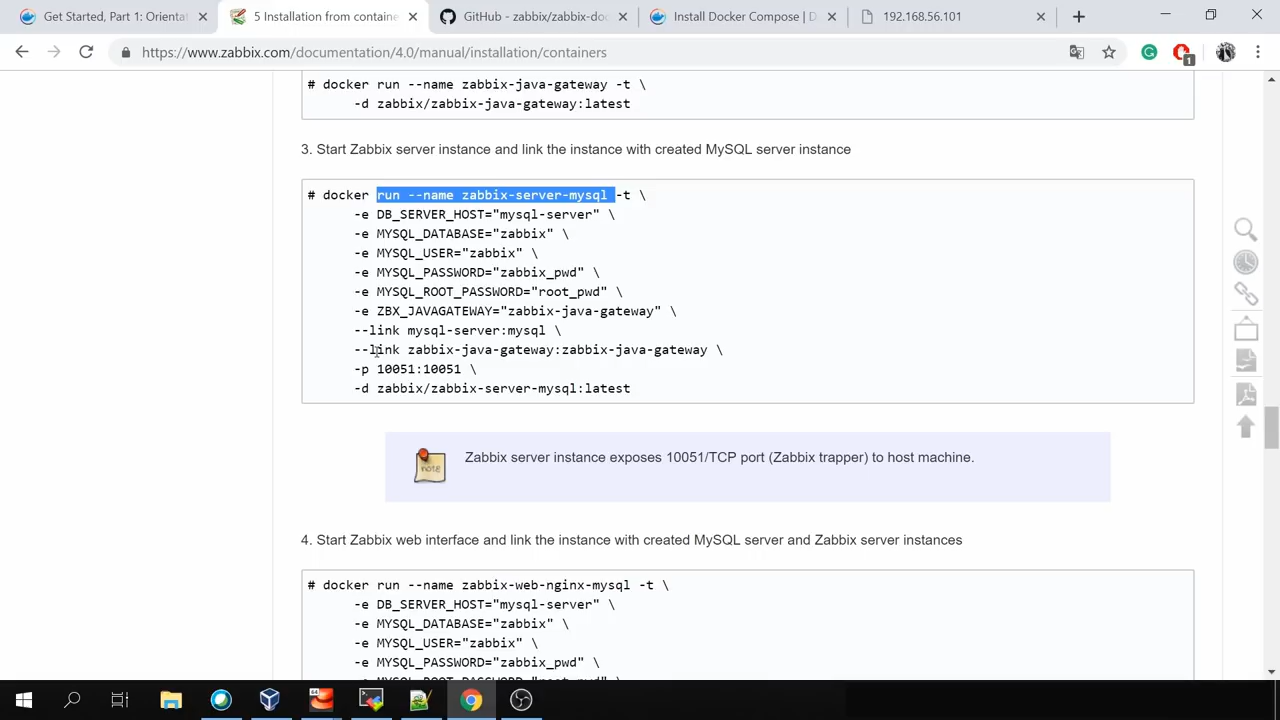 Get Started, Part 1: Orientat
5 Installation from containe
GitHub - zabbix/zabbix-doc
Install Docker Compose | D
192.168.56.101
https://www.zabbix.com/documentation/4.0/manual/installation/containers
1
# docker run --name zabbix-java-gateway -t \
-d zabbix/zabbix-java-gateway:latest
3. Start Zabbix server instance and link the instance with created MySQL server instance
# docker run --name zabbix-server-mysql -t \
-e DB_SERVER_HOST="mysql-server" \
-e MYSQL_DATABASE="zabbix" \
-e MYSQL_USER="zabbix" \
-e MYSQL_PASSWORD="zabbix_pwd" \
-e MYSQL_ROOT_PASSWORD="root_pwd" \
-e ZBX_JAVAGATEWAY="zabbix-java-gateway" \
--link mysql-server:mysql \
--link zabbix-java-gateway:zabbix-java-gateway \
-p 10051:10051 \
-d zabbix/zabbix-server-mysql:latest
note
Zabbix server instance exposes 10051/TCP port (Zabbix trapper) to host machine.
4. Start Zabbix web interface and link the instance with created MySQL server and Zabbix server instances
# docker run --name zabbix-web-nginx-mysql -t \
-e DB_SERVER_HOST="mysql-server" \
-e MYSQL_DATABASE="zabbix" \
-e MYSQL_USER="zabbix" \
-e MYSQL_PASSWORD="zabbix_pwd" \
-e MYSQL_ROOT_PASSWORD="root_pwd" \
64